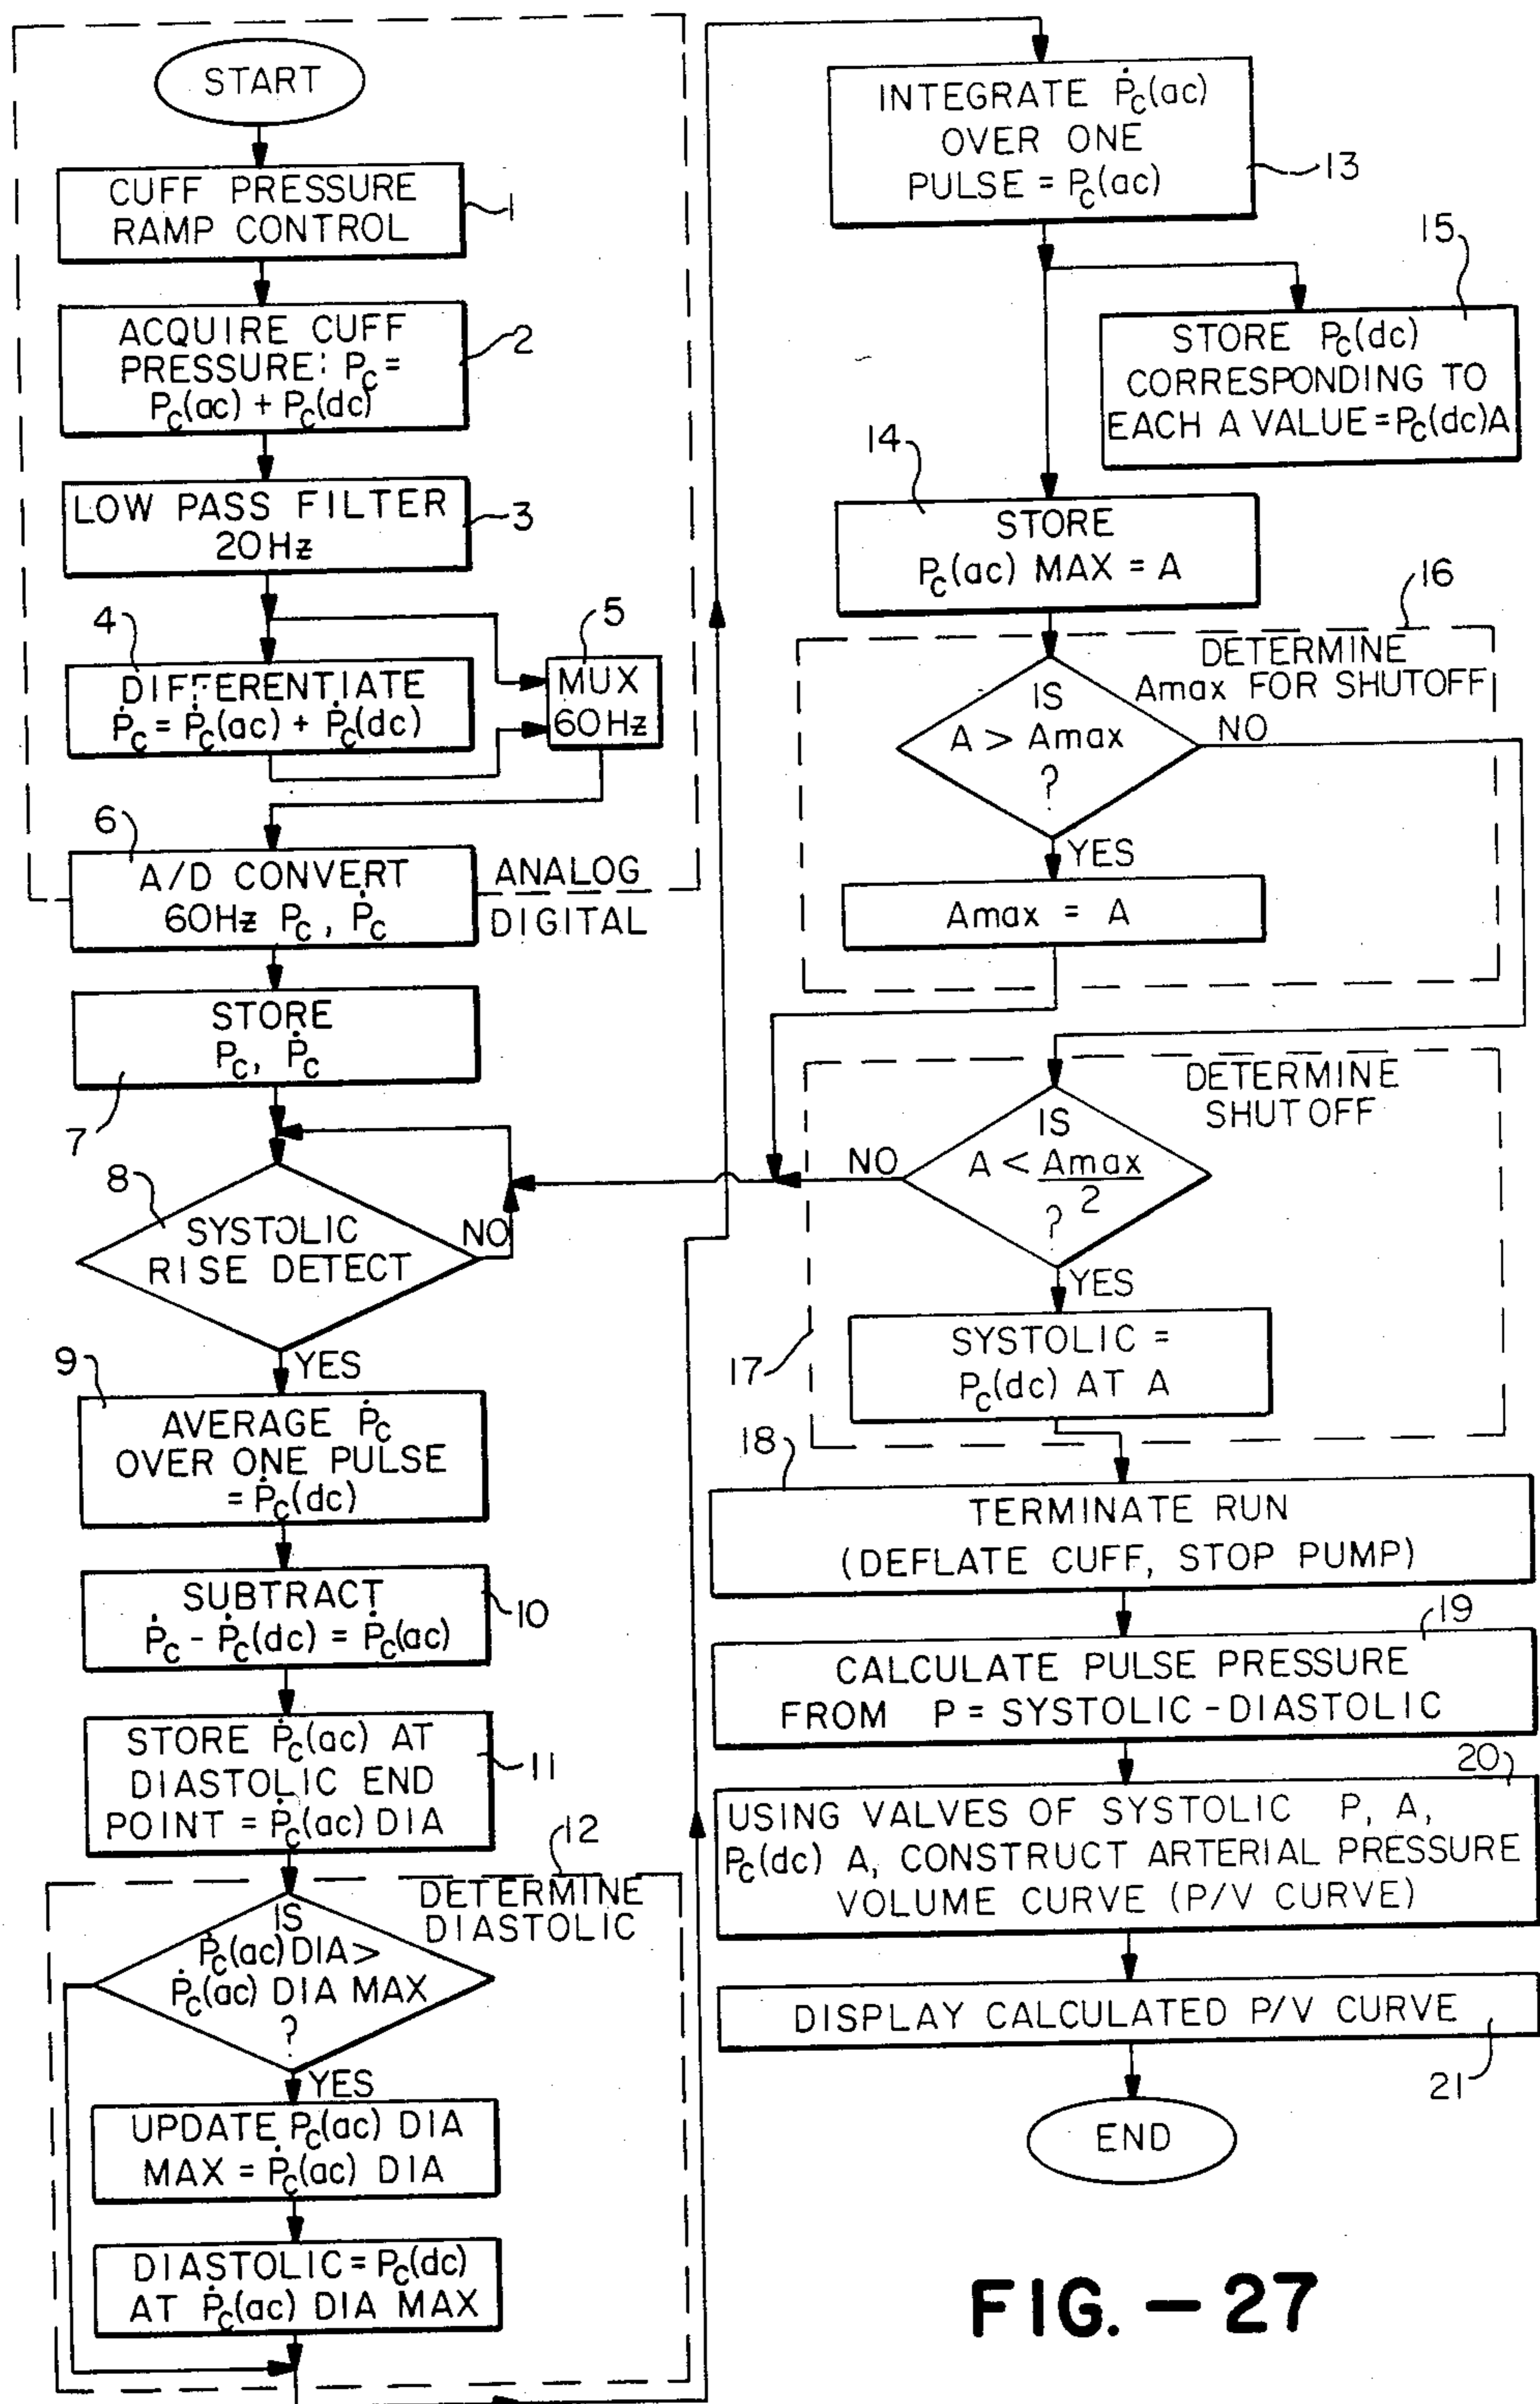 START
CUFF PRESSURE
RAMP CONTROL
1
ACQUIRE CUFF
PRESSURE: Pc =
Pc(ac) + Pc(dc)
2
LOW PASS FILTER
20Hz
3
4
DIFFERENTIATE
Ṗc = Ṗc(ac) + Ṗc(dc)
5
MUX
60Hz
6
A/D CONVERT
60Hz Pc, Ṗc
ANALOG
DIGITAL
STORE
Pc, Ṗc
7
8
SYSTOLIC
RISE DETECT
NO
YES
9
AVERAGE Ṗc
OVER ONE PULSE
= Ṗc(dc)
SUBTRACT
Ṗc - Ṗc(dc) = Ṗc(ac)
10
STORE Ṗc(ac) AT
DIASTOLIC END
POINT = Ṗc(ac) DIA
11
12
DETERMINE
DIASTOLIC
IS
Ṗc(ac) DIA >
Ṗc(ac) DIA MAX
?
YES
UPDATE Ṗc(ac) DIA
MAX = Ṗc(ac) DIA
DIASTOLIC = Pc(dc)
AT Ṗc(ac) DIA MAX
INTEGRATE Ṗc(ac)
OVER ONE
PULSE = Pc(ac)
13
15
STORE Pc(dc)
CORRESPONDING TO
EACH A VALUE = Pc(dc)A
14
STORE
Pc(ac) MAX = A
16
DETERMINE
Amax FOR SHUTOFF
IS
A > Amax
?
NO
YES
Amax = A
DETERMINE
SHUTOFF
IS
A < Amax
2
?
NO
YES
SYSTOLIC =
Pc(dc) AT A
17
18
TERMINATE RUN
(DEFLATE CUFF, STOP PUMP)
19
CALCULATE PULSE PRESSURE
FROM P = SYSTOLIC - DIASTOLIC
20
USING VALVES OF SYSTOLIC P, A,
Pc(dc) A, CONSTRUCT ARTERIAL PRESSURE
VOLUME CURVE (P/V CURVE)
DISPLAY CALCULATED P/V CURVE
21
END
FIG. - 27